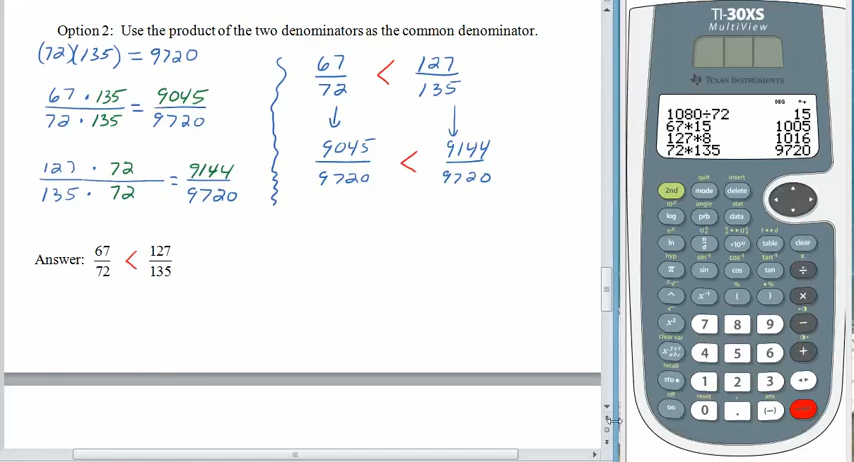 Option 2: Use the product of the two denominators as the common denominator.
(72)(135) = 9720
67 · 135 / 72 · 135 = 9045 / 9720
127 · 72 / 135 · 72 = 9144 / 9720
67/72 < 127/135
↓ ↓
9045/9720 < 9144/9720
Answer: 67/72 < 127/135
TI-30XS
MultiView
TEXAS INSTRUMENTS
DEG
1080÷72 15
67*15 1005
127*8 1016
72*135 9720
quit insert
2nd mode delete
log prb data
table
ln n/d table clear
hyp sin⁻¹ cos⁻¹ tan⁻¹
π sin cos tan ÷
^ x⁻¹ ( ) ×
x² 7 8 9 −
clear var
4 5 6 +
recall
sto▸ 1 2 3 ◂▸
off reset ans
on 0 . (−)